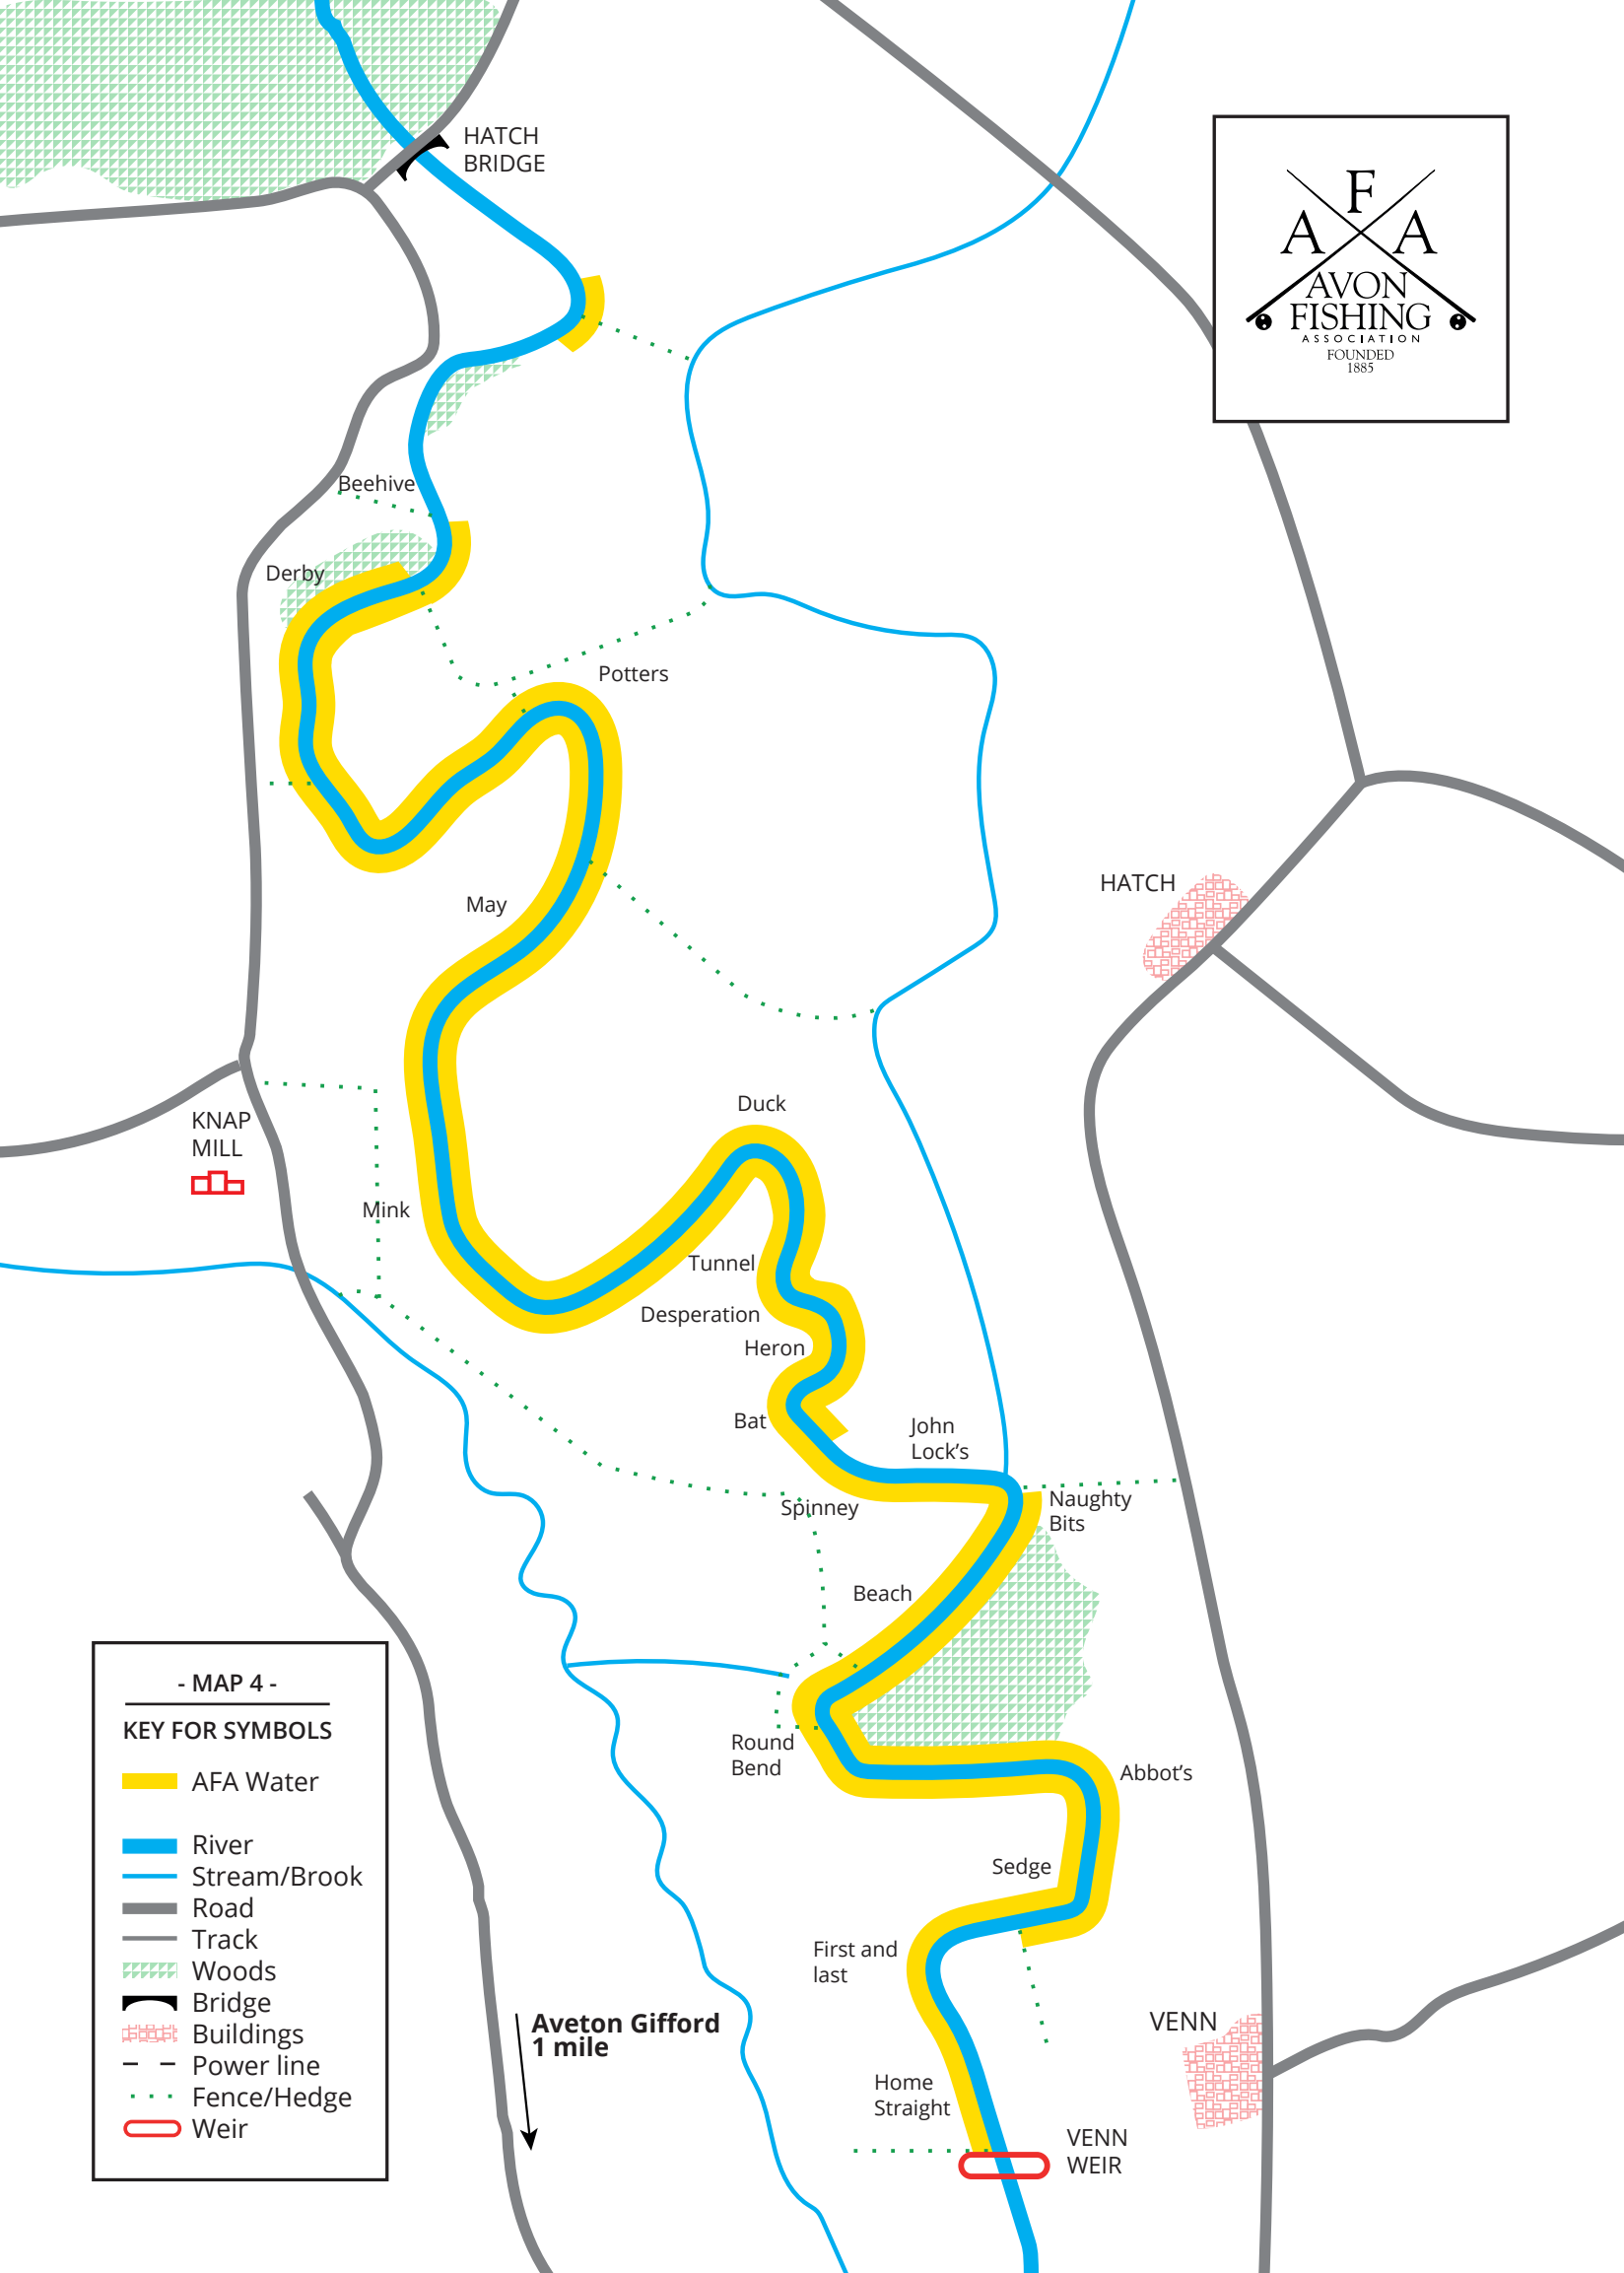 HATCH
BRIDGE
F
A A
AVON
FISHING
ASSOCIATION
FOUNDED
1885
Beehive
Derby
Potters
HATCH
May
Duck
KNAP
MILL
Mink
Tunnel
Desperation
Heron
Bat
John
Lock's
Naughty
Bits
Spinney
Beach
Round
Bend
Abbot's
Sedge
First and
last
Home
Straight
VENN
VENN
WEIR
Aveton Gifford
1 mile
- MAP 4 -
KEY FOR SYMBOLS
AFA Water
River
Stream/Brook
Road
Track
Woods
Bridge
Buildings
Power line
Fence/Hedge
Weir